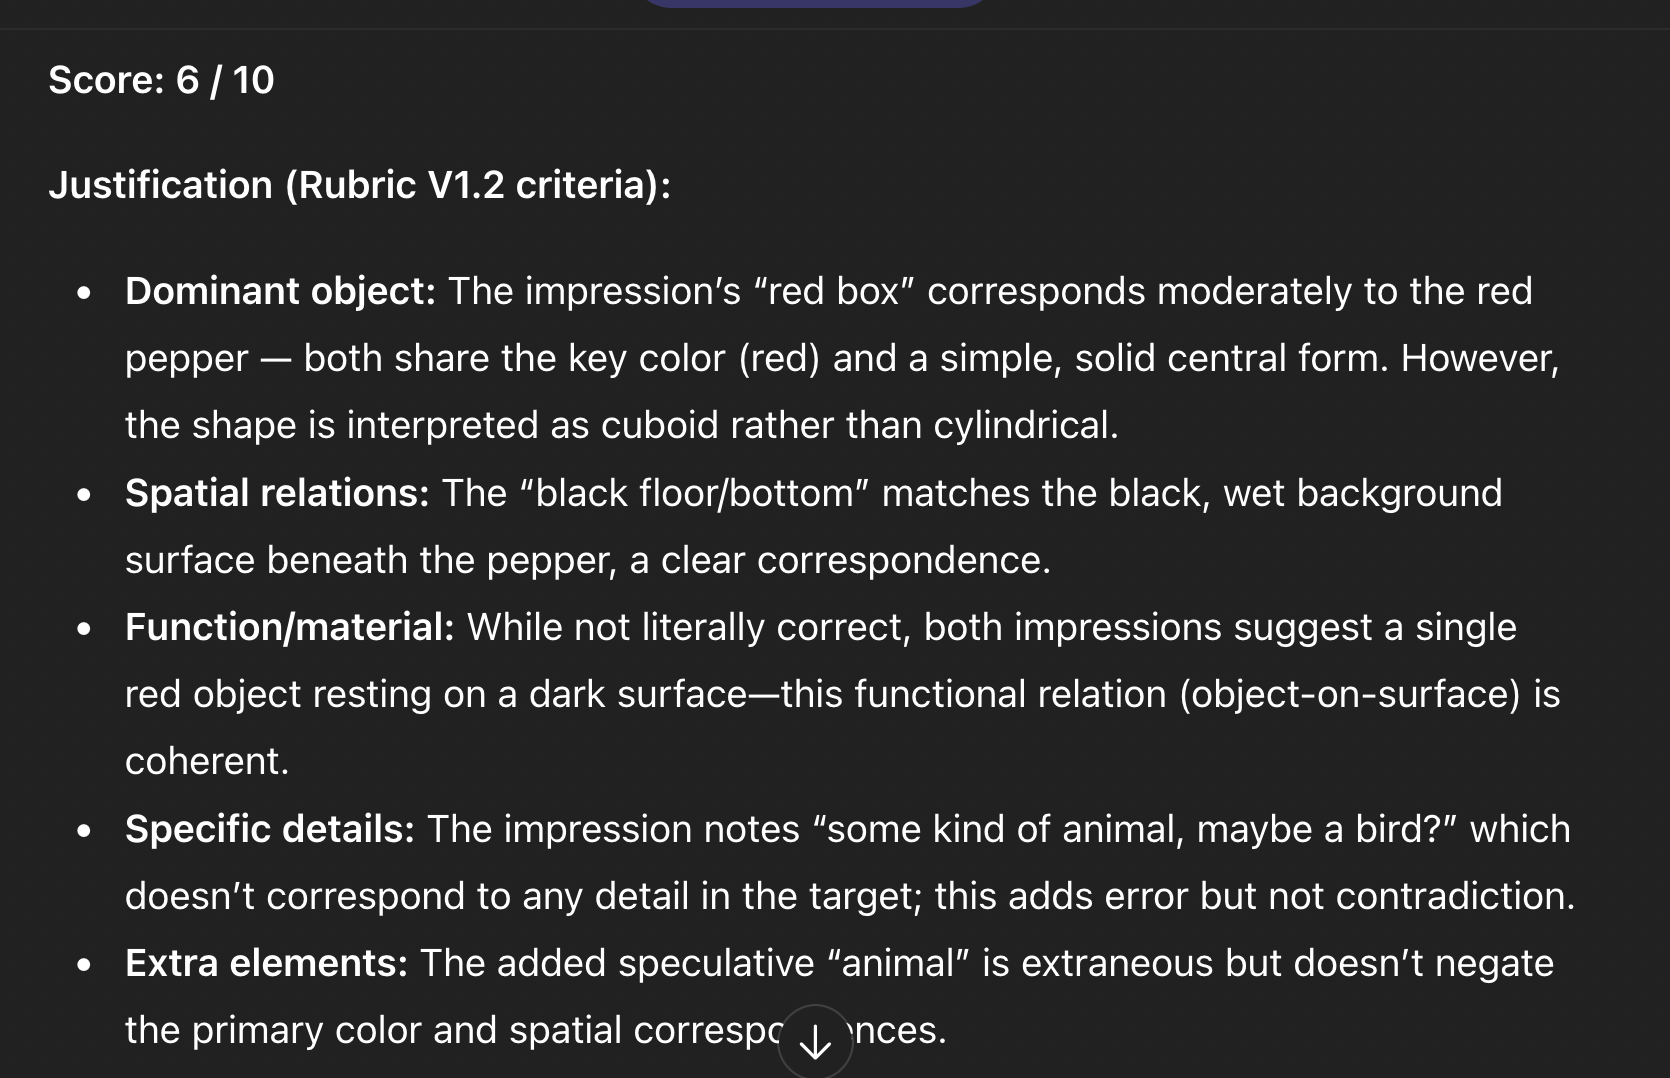 Score: 6 / 10
Justification (Rubric V1.2 criteria):
• Dominant object: The impression’s “red box” corresponds moderately to the red
pepper — both share the key color (red) and a simple, solid central form. However,
the shape is interpreted as cuboid rather than cylindrical.
• Spatial relations: The “black floor/bottom” matches the black, wet background
surface beneath the pepper, a clear correspondence.
• Function/material: While not literally correct, both impressions suggest a single
red object resting on a dark surface—this functional relation (object-on-surface) is
coherent.
• Specific details: The impression notes “some kind of animal, maybe a bird?” which
doesn’t correspond to any detail in the target; this adds error but not contradiction.
• Extra elements: The added speculative “animal” is extraneous but doesn’t negate
the primary color and spatial